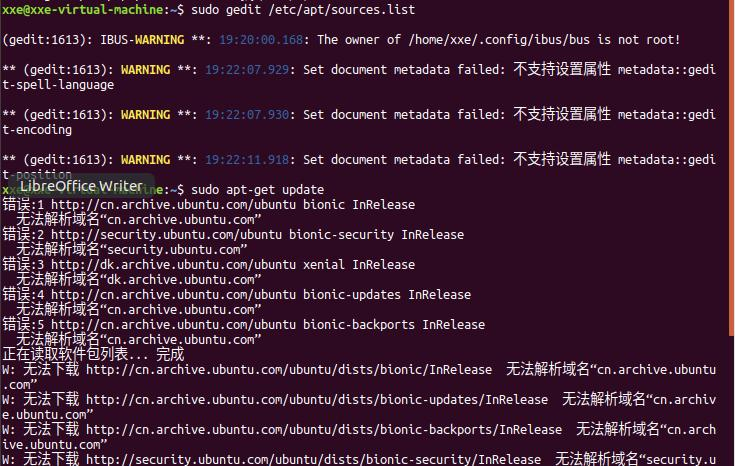 xxe@xxe-virtual-machine:~$ sudo gedit /etc/apt/sources.list
(gedit:1613): IBUS-WARNING **: 19:20:00.168: The owner of /home/xxe/.config/ibus/bus is not root!
** (gedit:1613): WARNING **: 19:22:07.929: Set document metadata failed: 不支持设置属性 metadata::gedi
t-spell-language
** (gedit:1613): WARNING **: 19:22:07.930: Set document metadata failed: 不支持设置属性 metadata::gedi
t-encoding
** (gedit:1613): WARNING **: 19:22:11.918: Set document metadata failed: 不支持设置属性 metadata::gedi
t-position
LibreOffice Writer
xxe@xxe-virtual-machine:~$ sudo apt-get update
错误:1 http://cn.archive.ubuntu.com/ubuntu bionic InRelease
无法解析域名“cn.archive.ubuntu.com”
错误:2 http://security.ubuntu.com/ubuntu bionic-security InRelease
无法解析域名“security.ubuntu.com”
错误:3 http://dk.archive.ubuntu.com/ubuntu xenial InRelease
无法解析域名“dk.archive.ubuntu.com”
错误:4 http://cn.archive.ubuntu.com/ubuntu bionic-updates InRelease
无法解析域名“cn.archive.ubuntu.com”
错误:5 http://cn.archive.ubuntu.com/ubuntu bionic-backports InRelease
无法解析域名“cn.archive.ubuntu.com”
正在读取软件包列表... 完成
W: 无法下载 http://cn.archive.ubuntu.com/ubuntu/dists/bionic/InRelease  无法解析域名“cn.archive.ubuntu
.com”
W: 无法下载 http://cn.archive.ubuntu.com/ubuntu/dists/bionic-updates/InRelease  无法解析域名“cn.archiv
e.ubuntu.com”
W: 无法下载 http://cn.archive.ubuntu.com/ubuntu/dists/bionic-backports/InRelease  无法解析域名“cn.arch
ive.ubuntu.com”
W: 无法下载 http://security.ubuntu.com/ubuntu/dists/bionic-security/InRelease  无法解析域名“security.u